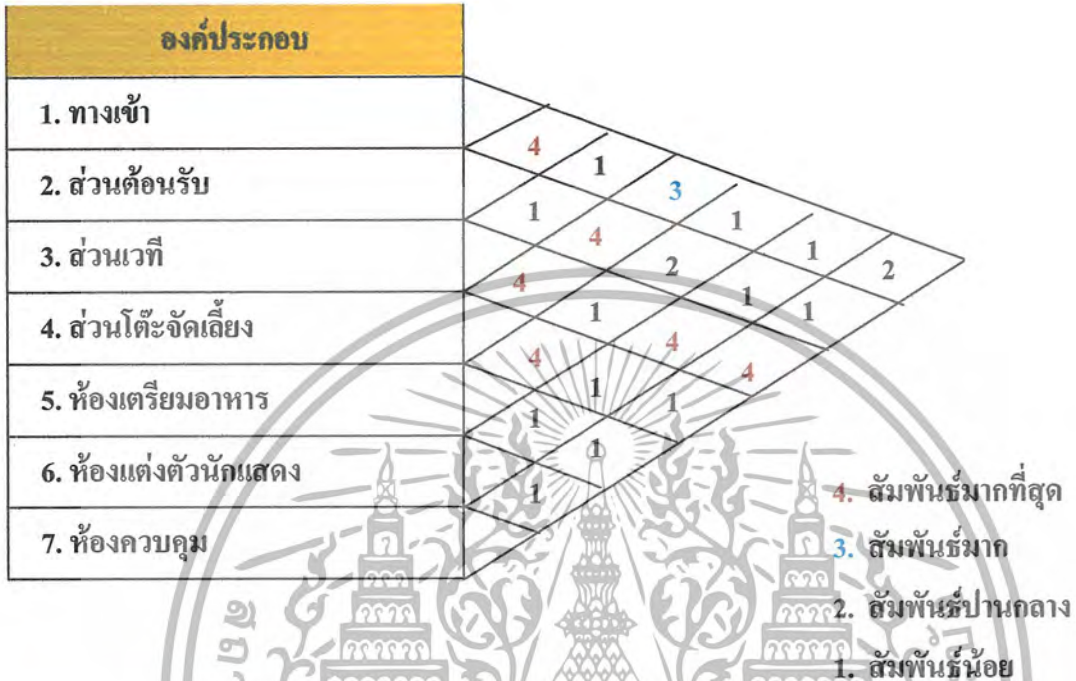 องค์ประกอบ
1. ทางเข้า
2. ส่วนต้อนรับ
3. ส่วนเวที
4. ส่วนโต๊ะจัดเลี้ยง
5. ห้องเตรียมอาหาร
6. ห้องแต่งตัวนักแสดง
7. ห้องควบคุม
4 1 3 1 1 2
1 4 2 1 1
4 1 4 4
4 1 1
1 1
1
4. สัมพันธ์มากที่สุด
3. สัมพันธ์มาก
2. สัมพันธ์ปานกลาง
1. สัมพันธ์น้อย